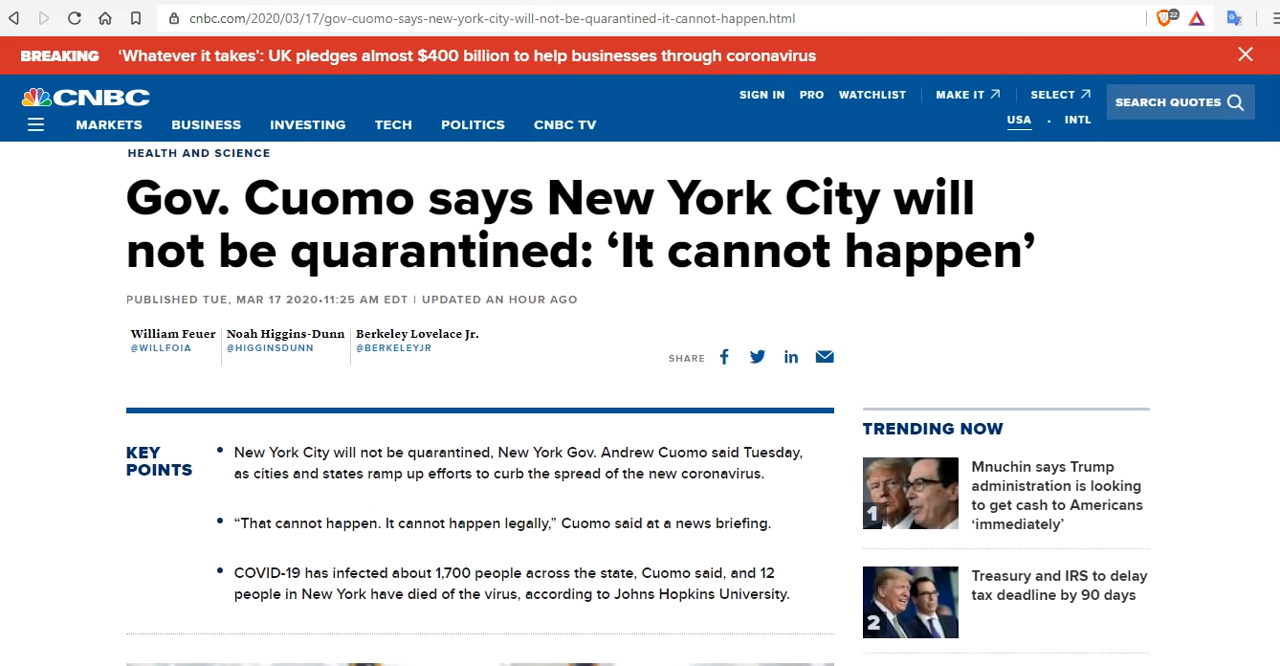 cnbc.com/2020/03/17/gov-cuomo-says-new-york-city-will-not-be-quarantined-it-cannot-happen.html
22
BREAKING ‘Whatever it takes’: UK pledges almost $400 billion to help businesses through coronavirus
CNBC
SIGN IN PRO WATCHLIST MAKE IT SELECT
SEARCH QUOTES
USA • INTL
MARKETS BUSINESS INVESTING TECH POLITICS CNBC TV
HEALTH AND SCIENCE
Gov. Cuomo says New York City will
not be quarantined: ‘It cannot happen’
PUBLISHED TUE, MAR 17 2020•11:25 AM EDT | UPDATED AN HOUR AGO
William Feuer Noah Higgins-Dunn Berkeley Lovelace Jr.
@WILLFOIA @HIGGINSDUNN @BERKELEYJR
SHARE
KEY
POINTS
• New York City will not be quarantined, New York Gov. Andrew Cuomo said Tuesday,
as cities and states ramp up efforts to curb the spread of the new coronavirus.
• “That cannot happen. It cannot happen legally,” Cuomo said at a news briefing.
• COVID-19 has infected about 1,700 people across the state, Cuomo said, and 12
people in New York have died of the virus, according to Johns Hopkins University.
TRENDING NOW
1
Mnuchin says Trump
administration is looking
to get cash to Americans
‘immediately’
2
Treasury and IRS to delay
tax deadline by 90 days